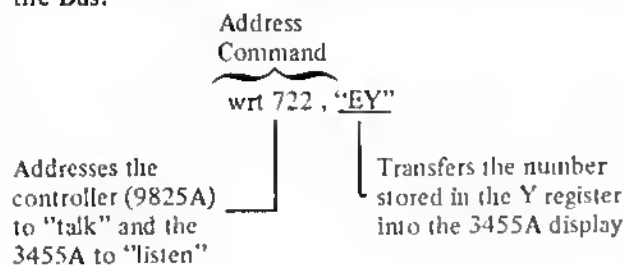 the Bus.
Address
Command
wrt 722 , “EY”
Addresses the
controller (9825A)
to ”talk” and the
3455A to ”listen”
Transfers the number
stored in the Y register
into the 3455A display